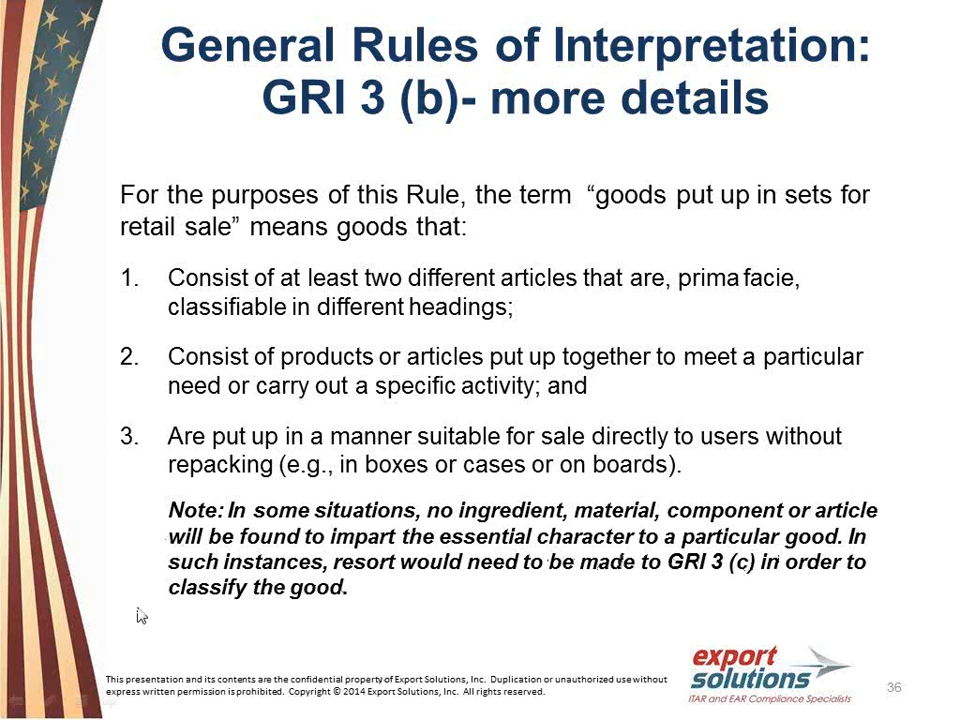 General Rules of Interpretation:
GRI 3 (b)- more details
For the purposes of this Rule, the term “goods put up in sets for
retail sale” means goods that:
1. Consist of at least two different articles that are, prima facie,
classifiable in different headings;
2. Consist of products or articles put up together to meet a particular
need or carry out a specific activity; and
3. Are put up in a manner suitable for sale directly to users without
repacking (e.g., in boxes or cases or on boards).
Note: In some situations, no ingredient, material, component or article
will be found to impart the essential character to a particular good. In
such instances, resort would need to be made to GRI 3 (c) in order to
classify the good.
This presentation and its contents are the confidential property of Export Solutions, Inc. Duplication or unauthorized use without
express written permission is prohibited. Copyright © 2014 Export Solutions, Inc. All rights reserved.
export
solutions
ITAR and EAR Compliance Specialists
36